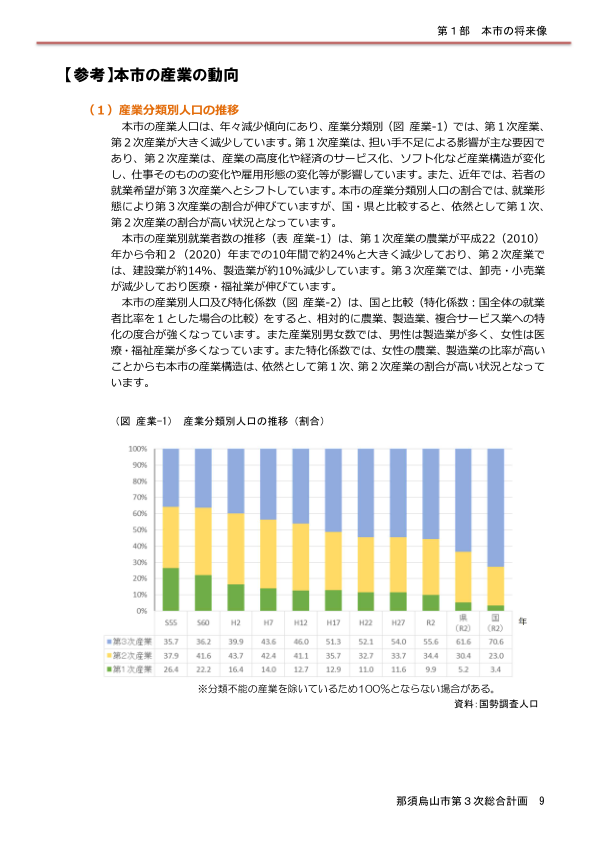 第１部　本市の将来像
【参考】本市の産業の動向
（１）産業分類別人口の推移
本市の産業人口は、年々減少傾向にあり、産業分類別（図 産業-1）では、第１次産業、
第２次産業が大きく減少しています。第１次産業は、担い手不足による影響が主な要因で
あり、第２次産業は、産業の高度化や経済のサービス化、ソフト化など産業構造が変化
し、仕事そのものの変化や雇用形態の変化等が影響しています。また、近年では、若者の
就業希望が第３次産業へとシフトしています。本市の産業分類別人口の割合では、就業形
態により第３次産業の割合が伸びていますが、国・県と比較すると、依然として第１次、
第２次産業の割合が高い状況となっています。
本市の産業別就業者数の推移（表 産業-1）は、第１次産業の農業が平成22（2010）
年から令和２（2020）年までの10年間で約24％と大きく減少しており、第２次産業で
は、建設業が約14％、製造業が約10％減少しています。第３次産業では、卸売・小売業
が減少しており医療・福祉業が伸びています。
本市の産業別人口及び特化係数（図 産業-2）は、国と比較（特化係数：国全体の就業
者比率を１とした場合の比較）をすると、相対的に農業、製造業、複合サービス業への特
化の度合が強くなっています。また産業別男女数では、男性は製造業が多く、女性は医
療・福祉産業が多くなっています。また特化係数では、女性の農業、製造業の比率が高い
ことからも本市の産業構造は、依然として第１次、第２次産業の割合が高い状況となって
います。
（図 産業-1）　産業分類別人口の推移（割合）
100%
90%
80%
70%
60%
50%
40%
30%
20%
10%
0%
S55 S60 H2 H7 H12 H17 H22 H27 R2 県（R2） 国（R2） 年
第３次産業 35.7 36.2 39.9 43.6 46.0 51.3 52.1 54.0 55.6 61.6 70.6
第２次産業 37.9 41.6 43.7 42.4 41.1 35.7 32.7 33.7 34.4 30.4 23.0
第１次産業 26.4 22.2 16.4 14.0 12.7 12.9 11.0 11.6 9.9 5.2 3.4
※分類不能の産業を除いているため100％とならない場合がある。
資料：国勢調査人口
那須烏山市第３次総合計画　9